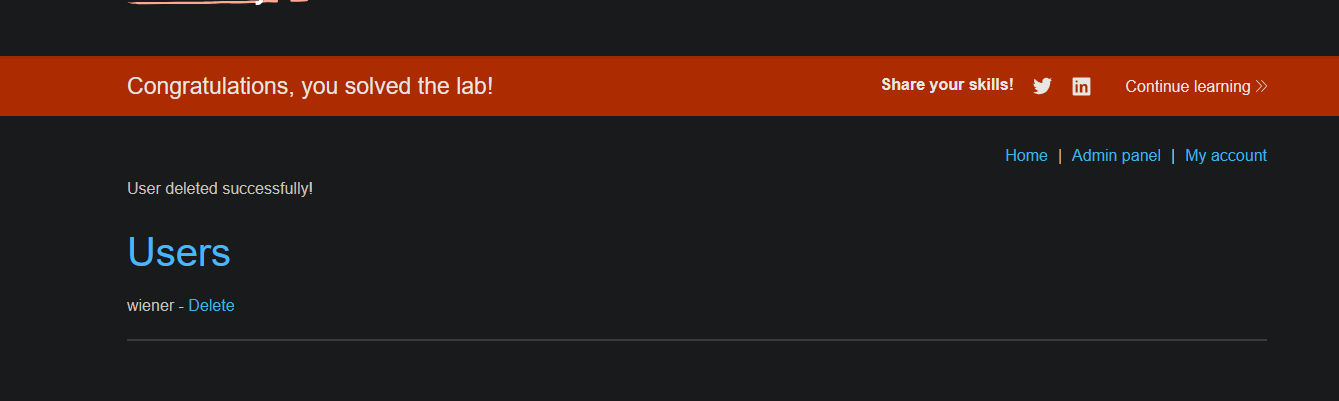 Congratulations, you solved the lab!
Share your skills!
Continue learning
Home | Admin panel | My account
User deleted successfully!
Users
wiener - Delete